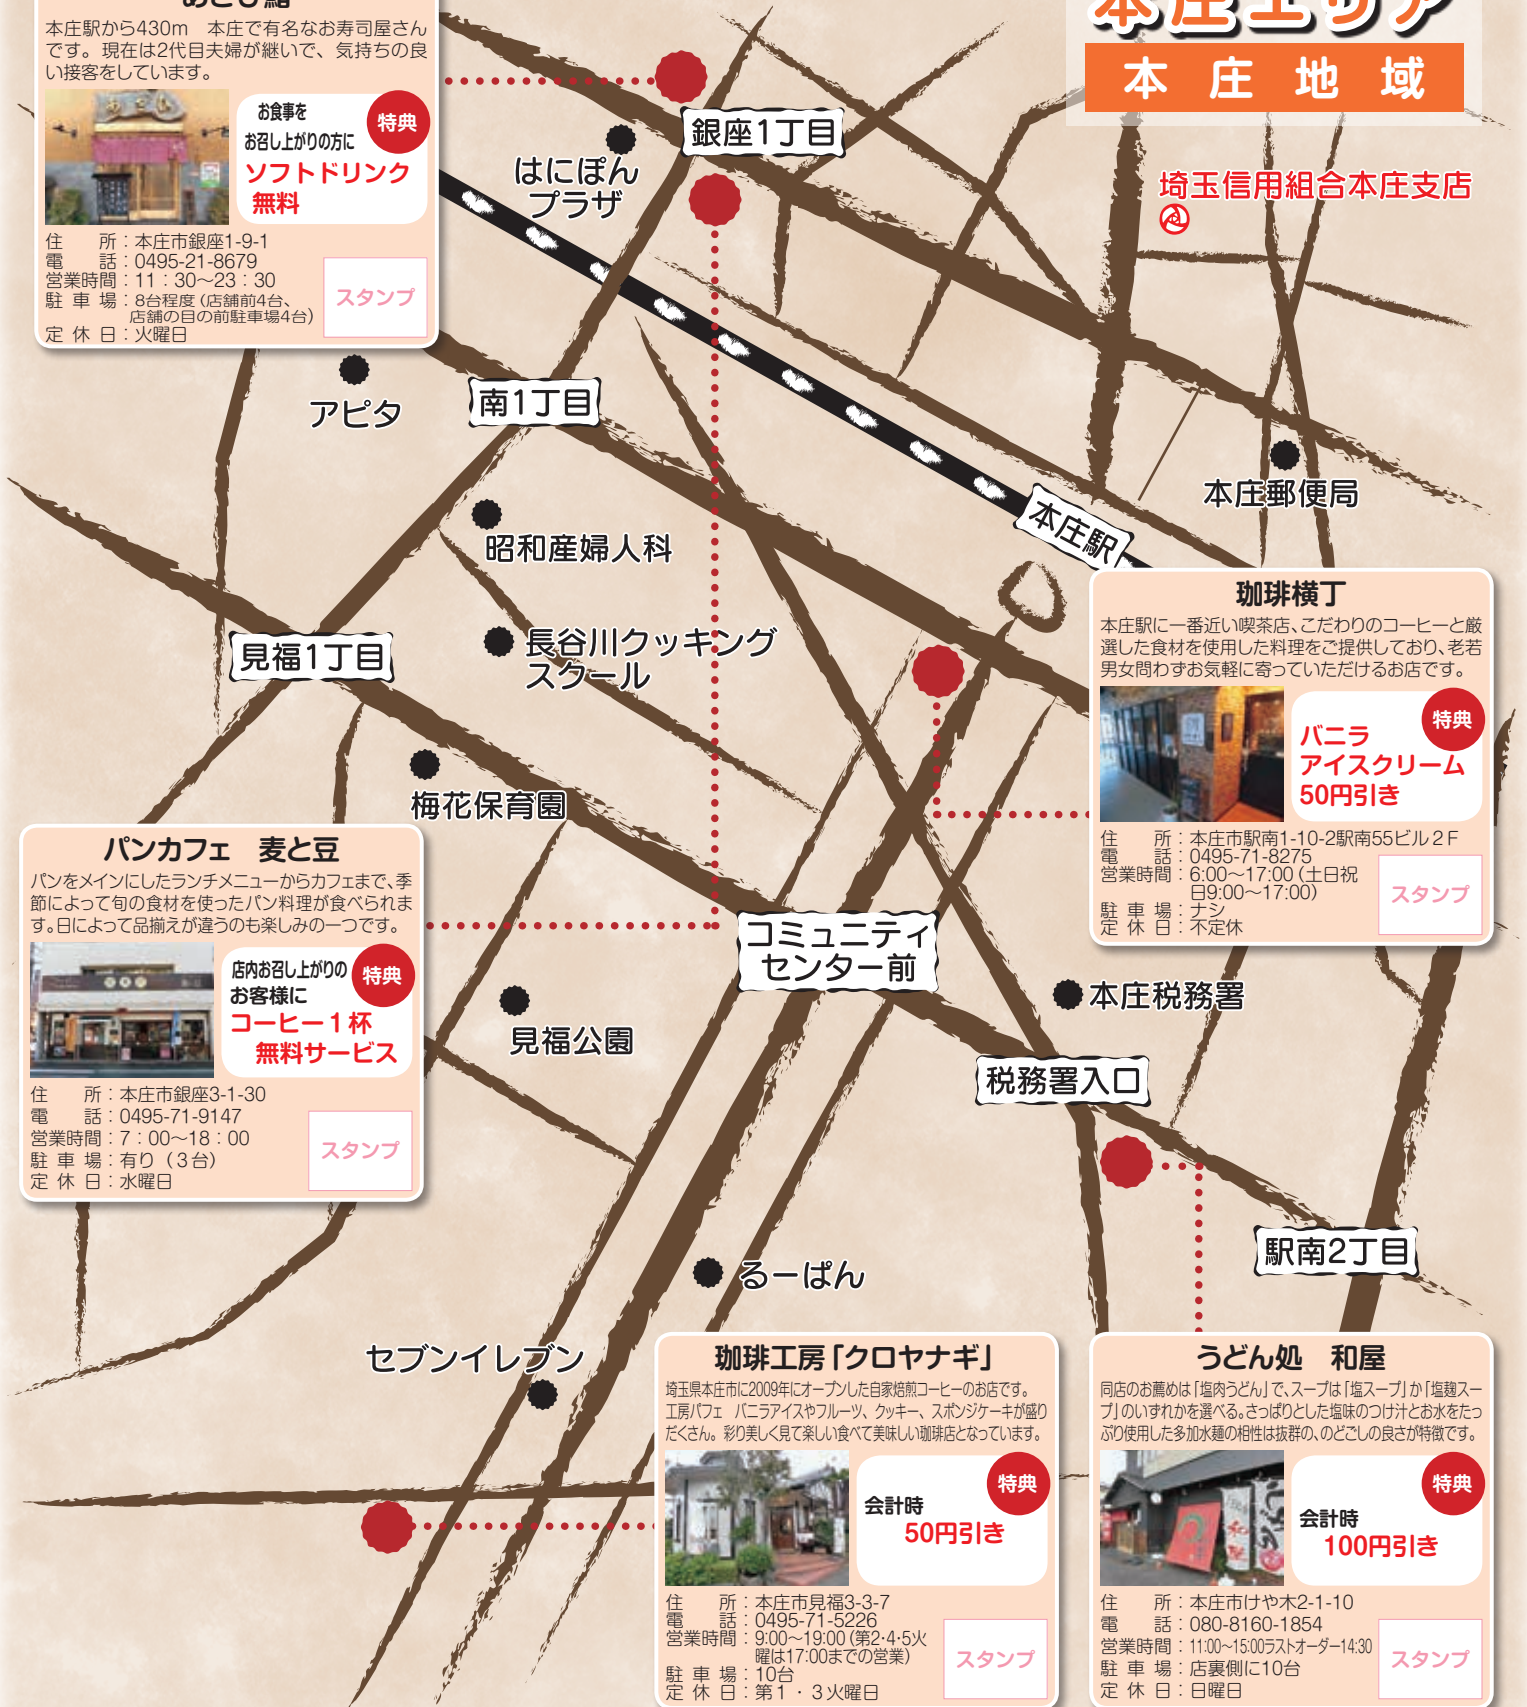 本庄エリア
本庄地域
本庄駅から430m　本庄で有名なお寿司屋さん
です。現在は2代目夫婦が継いで、気持ちの良
い接客をしています。
お食事を
お召し上がりの方に
特典
ソフトドリンク
無料
住　所：本庄市銀座1-9-1
電　話：0495-21-8679
営業時間：11：30〜23：30
駐車場：8台程度（店舗前4台、
店舗の目の前駐車場4台）
定休日：火曜日
スタンプ
銀座1丁目
はにぽん
プラザ
埼玉信用組合本庄支店
アピタ
南1丁目
本庄郵便局
本庄駅
昭和産婦人科
長谷川クッキング
スクール
見福1丁目
梅花保育園
珈琲横丁
本庄駅に一番近い喫茶店、こだわりのコーヒーと厳
選した食材を使用した料理をご提供しており、老若
男女問わずお気軽に寄っていただけるお店です。
特典
バニラ
アイスクリーム
50円引き
住　所：本庄市駅南1-10-2駅南55ビル2F
電　話：0495-71-8275
営業時間：6:00〜17:00（土日祝
日9:00〜17:00）
駐車場：ナシ
定休日：不定休
スタンプ
パンカフェ　麦と豆
パンをメインにしたランチメニューからカフェまで、季
節によって旬の食材を使ったパン料理が食べられま
す。日によって品揃えが違うのも楽しみの一つです。
店内お召し上がりの
お客様に
特典
コーヒー1杯
無料サービス
住　所：本庄市銀座3-1-30
電　話：0495-71-9147
営業時間：7：00〜18：00
駐車場：有り（3台）
定休日：水曜日
スタンプ
コミュニティ
センター前
見福公園
本庄税務署
税務署入口
駅南2丁目
るーぱん
セブンイレブン
珈琲工房「クロヤナギ」
埼玉県本庄市に2009年にオープンした自家焙煎コーヒーのお店です。
工房パフェ　バニラアイスやフルーツ、クッキー、スポンジケーキが盛り
だくさん。彩り美しく見て楽しい食べて美味しい珈琲店となっています。
特典
会計時
50円引き
住　所：本庄市見福3-3-7
電　話：0495-71-5226
営業時間：9:00〜19:00（第2・4・5火
曜は17:00までの営業）
駐車場：10台
定休日：第1・3火曜日
スタンプ
うどん処　和屋
同店のお薦めは「塩肉うどん」で、スープは「塩スープ」か「塩麹スー
プ」のいずれかを選べる。さっぱりとした塩味のつけ汁とお水をたっ
ぷり使用した多加水麺の相性は抜群の、のどごしの良さが特徴です。
特典
会計時
100円引き
住　所：本庄市けや木2-1-10
電　話：080-8160-1854
営業時間：11:00〜15:00ラストオーダー14:30
駐車場：店裏側に10台
定休日：日曜日
スタンプ